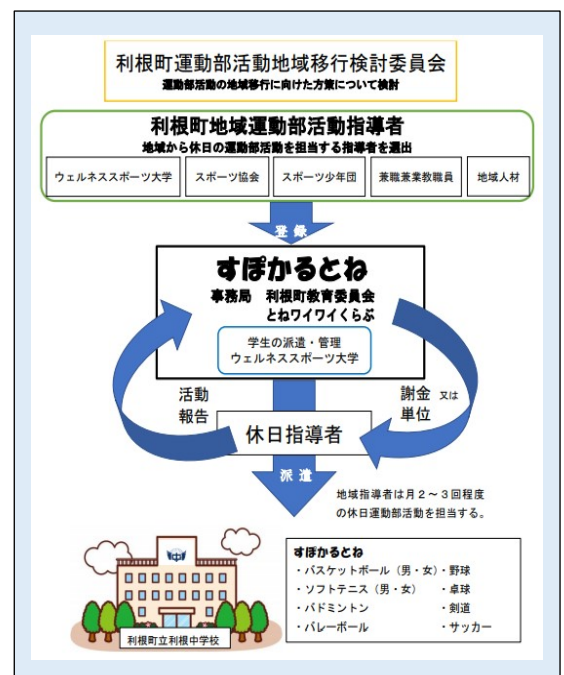 利根町運動部活動地域移行検討委員会
運動部活動の地域移行に向けた方策について検討
利根町地域運動部活動指導者
地域から休日の運動部活動を担当する指導者を選出
ウェルネススポーツ大学
スポーツ協会
スポーツ少年団
兼職兼業教職員
地域人材
登録
すぽかるとね
事務局 利根町教育委員会
とねワイワイくらぶ
学生の派遣・管理
ウェルネススポーツ大学
活動
報告
謝金 又は
単位
休日指導者
派遣
地域指導者は月2~3回程度
の休日運動部活動を担当する。
中
利根町立利根中学校
すぽかるとね
・バスケットボール(男・女)・野球
・ソフトテニス(男・女) ・卓球
・バドミントン ・剣道
・バレーボール ・サッカー